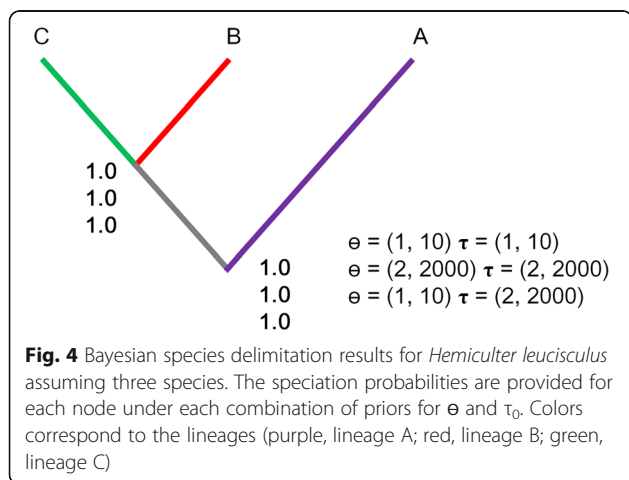 C B A
1.0
1.0
1.0
ɵ = (1, 10) τ = (1, 10)
1.0 ɵ = (2, 2000) τ = (2, 2000)
1.0 ɵ = (1, 10) τ = (2, 2000)
1.0
Fig. 4 Bayesian species delimitation results for Hemiculter leucisculus
assuming three species. The speciation probabilities are provided for
each node under each combination of priors for ɵ and τ₀. Colors
correspond to the lineages (purple, lineage A; red, lineage B; green,
lineage C)